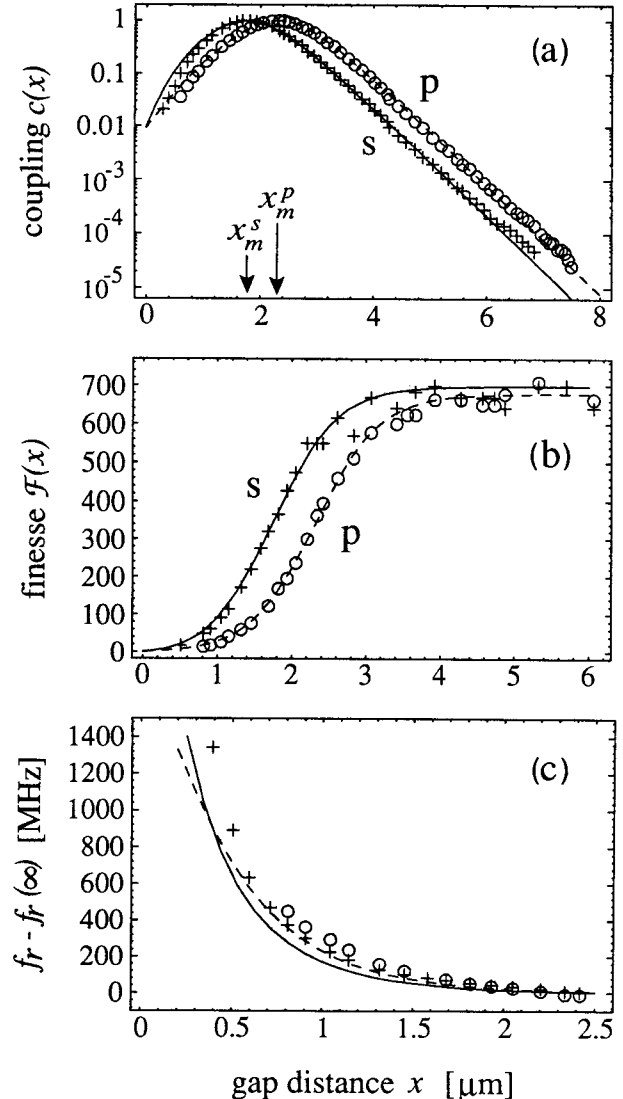 1
0.1
0.01
10⁻³
10⁻⁴
10⁻⁵
coupling c(x)
(a)
p
s
xₘˢ xₘᵖ
0 2 4 6 8
700
600
500
400
300
200
100
0
finesse ℱ(x)
s
p
(b)
0 1 2 3 4 5 6
1400
1200
1000
800
600
400
200
0
fr - fr (∞) [MHz]
(c)
0 0.5 1 1.5 2 2.5
gap distance x [μm]